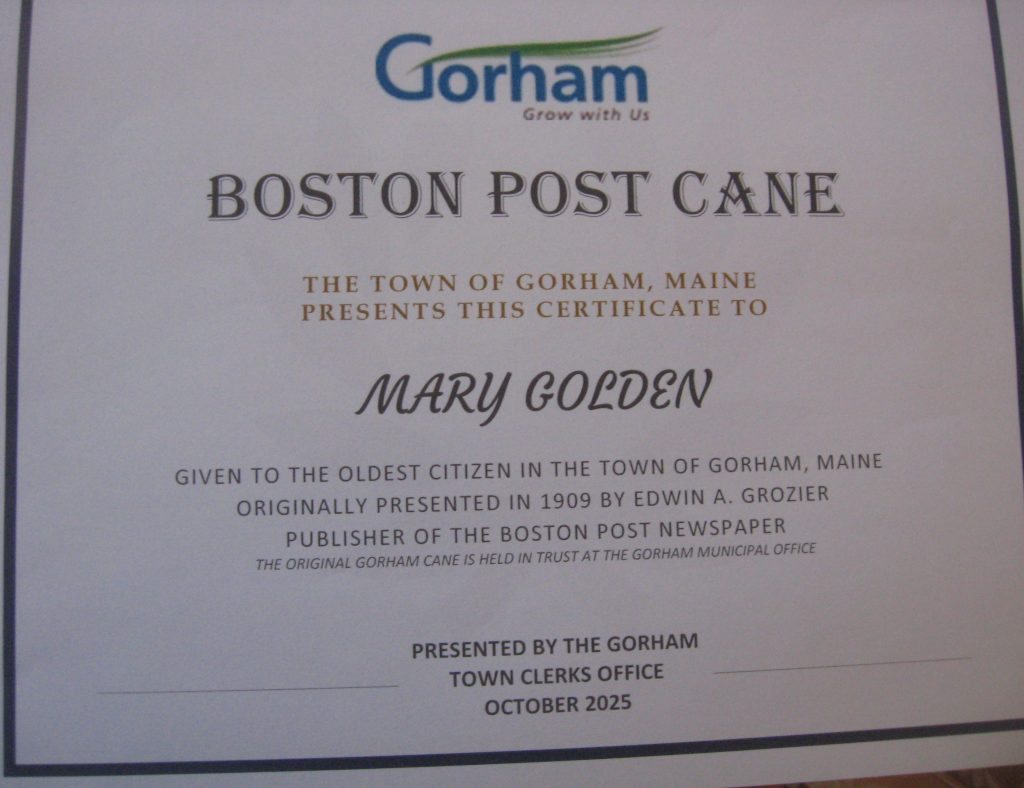 Gorham
Grow with Us
BOSTON POST CANE
THE TOWN OF GORHAM, MAINE
PRESENTS THIS CERTIFICATE TO
MARY GOLDEN
GIVEN TO THE OLDEST CITIZEN IN THE TOWN OF GORHAM, MAINE
ORIGINALLY PRESENTED IN 1909 BY EDWIN A. GROZIER
PUBLISHER OF THE BOSTON POST NEWSPAPER
THE ORIGINAL GORHAM CANE IS HELD IN TRUST AT THE GORHAM MUNICIPAL OFFICE
PRESENTED BY THE GORHAM
TOWN CLERKS OFFICE
OCTOBER 2025